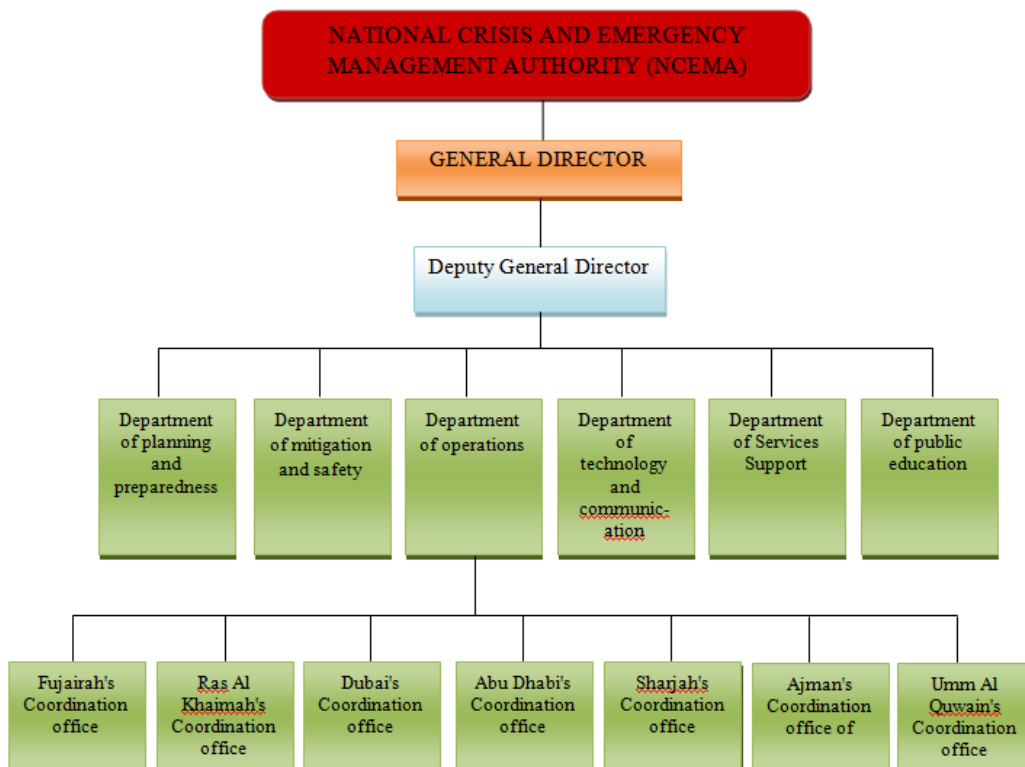 NATIONAL CRISIS AND EMERGENCY
MANAGEMENT AUTHORITY (NCEMA)
GENERAL DIRECTOR
Deputy General Director
Department
of planning
and
preparedness
Department
of mitigation
and safety
Department
of operations
Department
of
technology
and
communic-
ation
Department
of Services
Support
Department
of public
education
Fujairah's
Coordination
office
Ras Al
Khaimah's
Coordination
office
Dubai's
Coordination
office
Abu Dhabi's
Coordination
office
Sharjah's
Coordination
office
Ajman's
Coordination
office of
Umm Al
Quwain's
Coordination
office